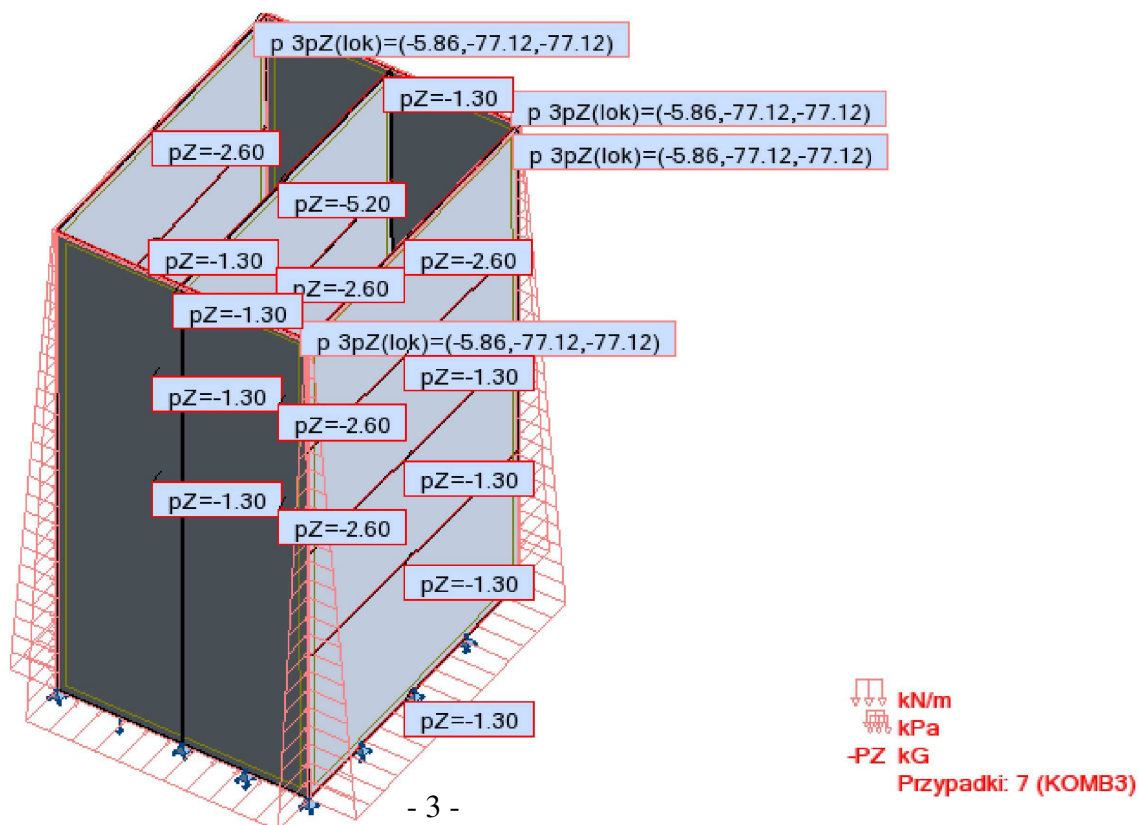 p 3pZ(lok)=(-5.86,-77.12,-77.12)
pZ=-1.30
p 3pZ(lok)=(-5.86,-77.12,-77.12)
pZ=-2.60
p 3pZ(lok)=(-5.86,-77.12,-77.12)
pZ=-5.20
pZ=-1.30
pZ=-2.60
pZ=-2.60
pZ=-1.30
p 3pZ(lok)=(-5.86,-77.12,-77.12)
pZ=-1.30
pZ=-1.30
pZ=-2.60
pZ=-1.30
pZ=-1.30
pZ=-2.60
pZ=-1.30
pZ=-1.30
kN/m
kPa
-PZ kG
Przypadki: 7 (KOMB3)
- 3 -